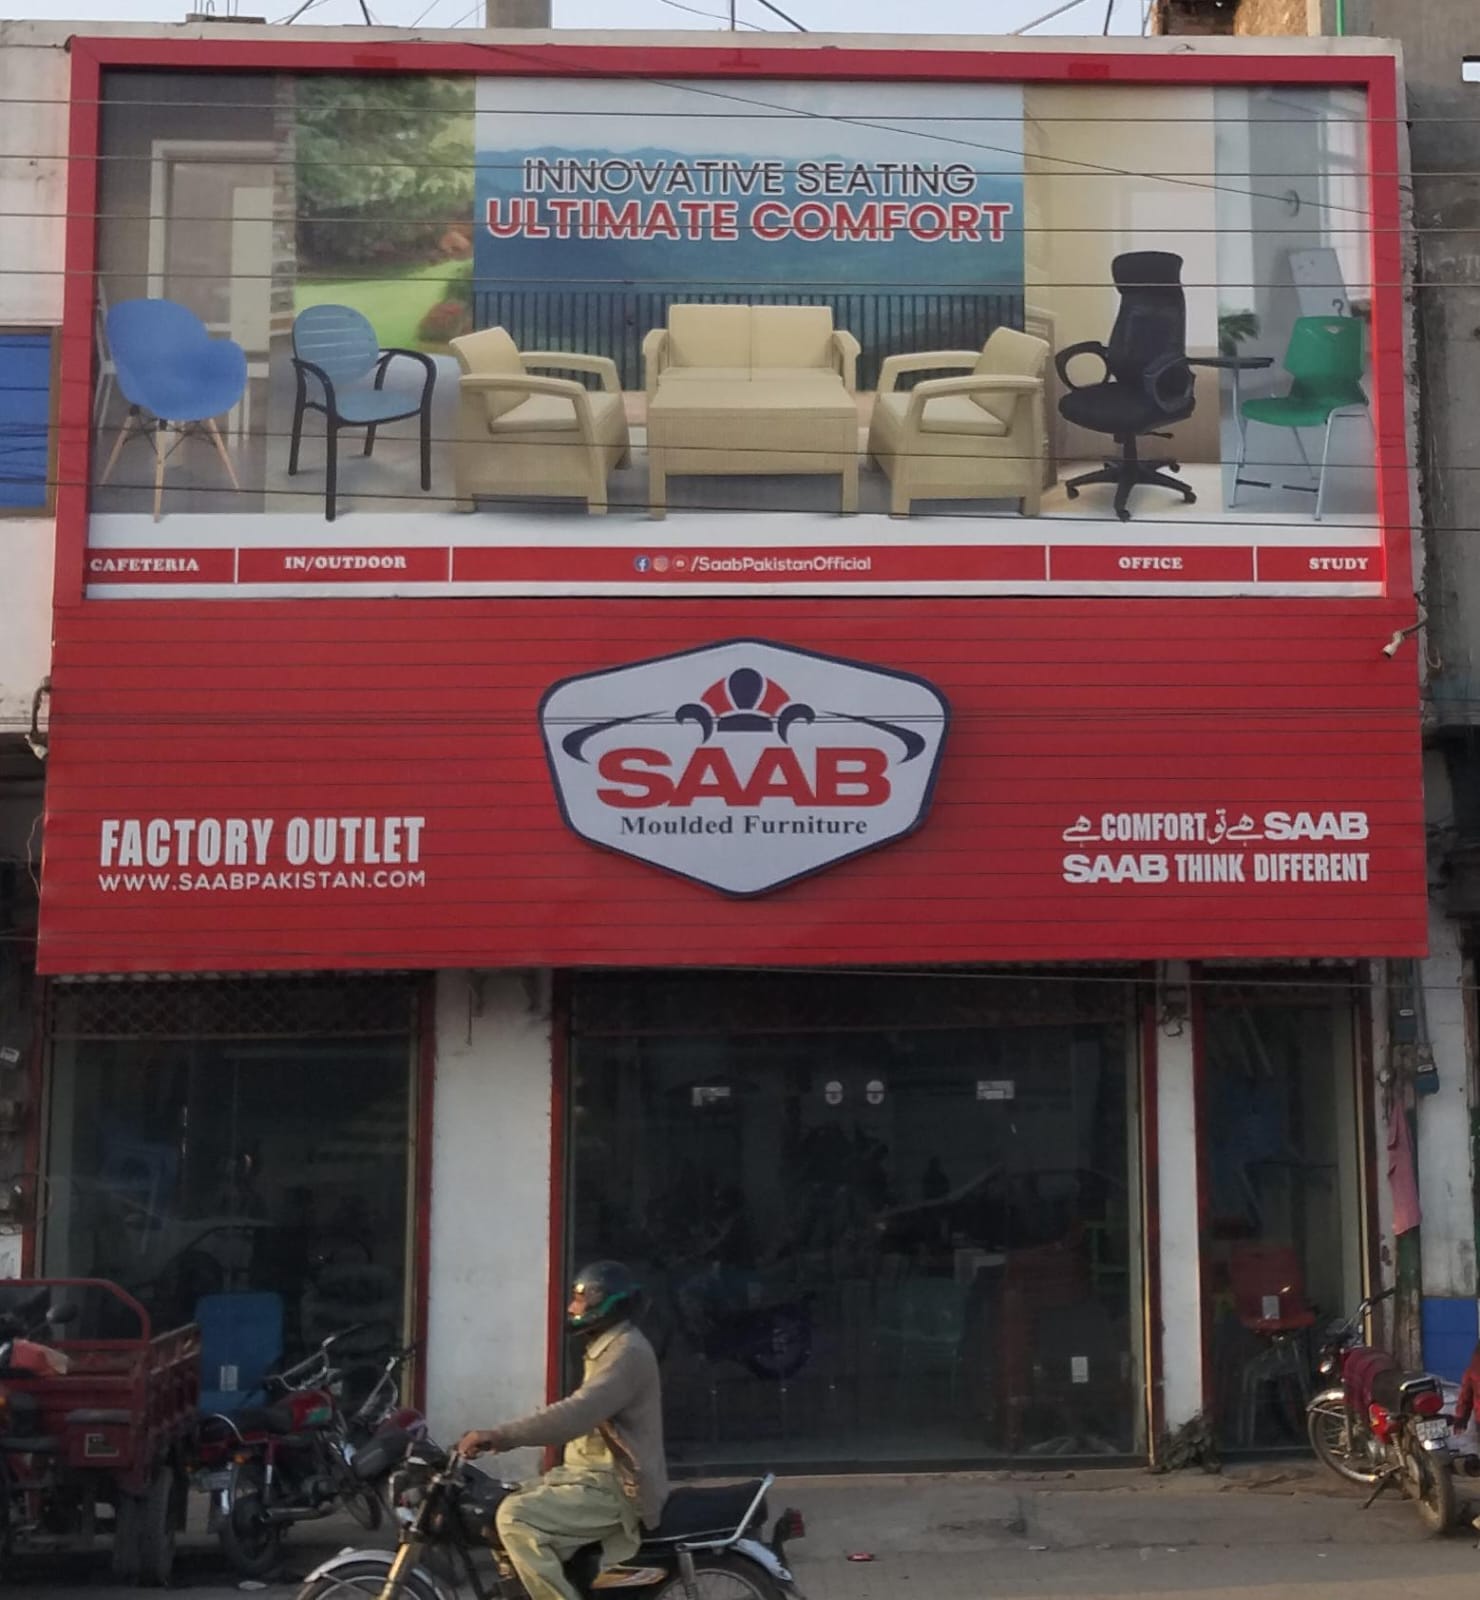 INNOVATIVE SEATING
ULTIMATE COMFORT
CAFETERIA
IN/OUTDOOR
/SaabPakistanOfficial
OFFICE
STUDY
SAAB
Moulded Furniture
FACTORY OUTLET
WWW.SAABPAKISTAN.COM
SAAB ہے تو COMFORT ہے
SAAB THINK DIFFERENT